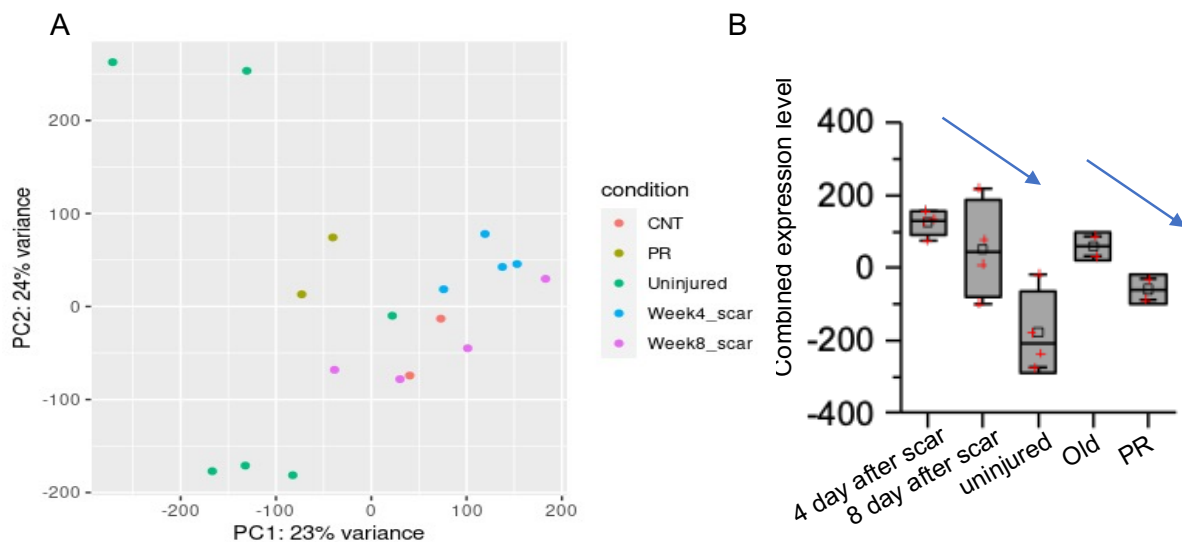 A
B
200
100
0
-100
-200
-200
-100
0
100
200
PC2: 24% variance
PC1: 23% variance
condition
CNT
PR
Uninjured
Week4_scar
Week8_scar
Combined expression level
400
200
0
-200
-400
4 day after scar
8 day after scar
uninjured
Old
PR